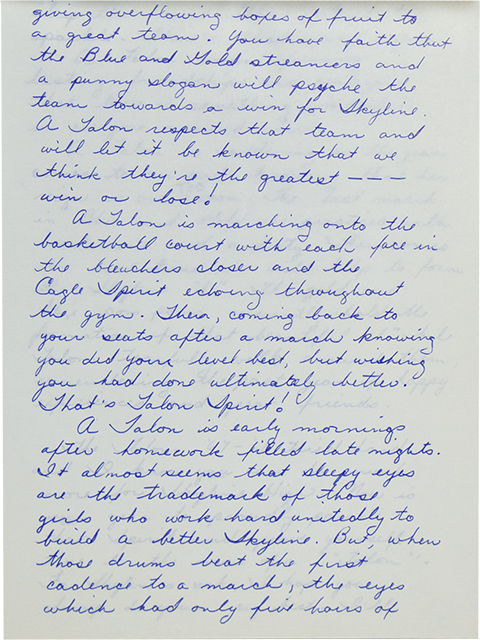 giving overflowing boxes of fruit to
a great team. You have faith that
the Blue and Gold streamers and
a punny slogan will psyche the
team towards a win for Skyline.
A Talon respects that team and
will let it be known that we
think they're the greatest ---
win or lose!
A Talon is marching onto the
basketball court with each face in
the bleachers closer and the
Eagle Spirit echoing throughout
the gym. Then, coming back to
your seats after a march knowing
you did your level best, but wishing
you had done ultimately better.
That's Talon Spirit!
A Talon is early mornings
after homework filled late nights.
It almost seems that sleepy eyes
are the trademark of those
girls who work hard unitedly to
build a better Skyline. But, when
those drums beat the first
cadence to a march, the eyes
which had only five hours of